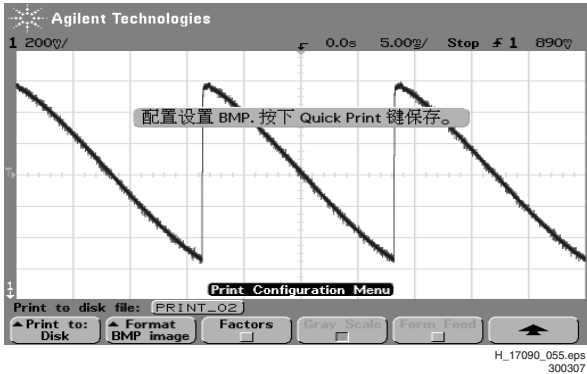 Agilent Technologies
1 200㎷/ 0.0s 5.00㎳/ Stop 1 890㎷
配置设置 BMP. 按下 Quick Print 键保存。
T
Print Configuration Menu
1
Print to disk file: PRINT_02
Print to: Disk
Format BMP image
Factors
Gray Scale
Form Feed
H_17090_055.eps
300307